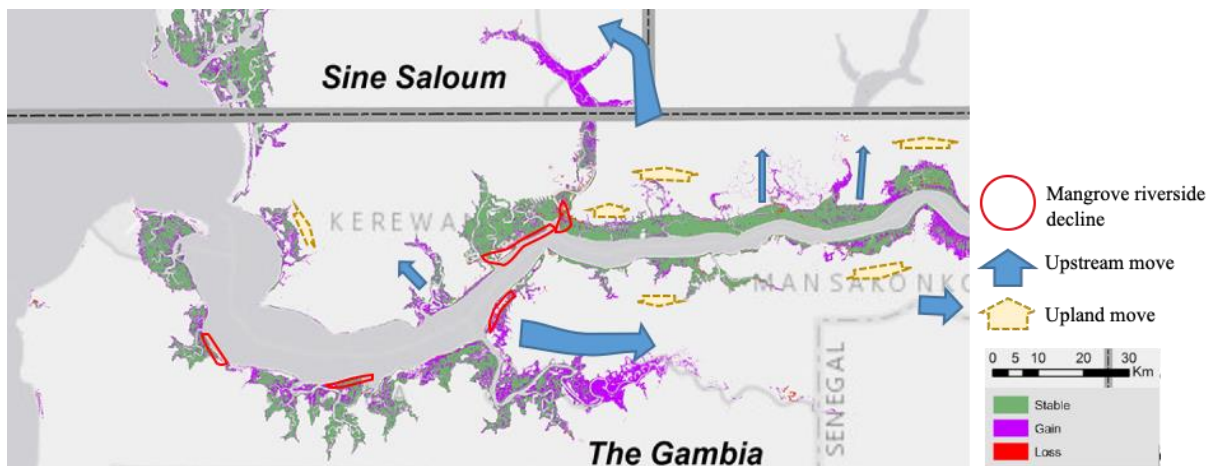 Sine Saloum
KEREWAN
MANSAKONKO
SENEGAL
The Gambia
Mangrove riverside
decline
Upstream move
Upland move
0 5 10 20 30
Km
Stable
Gain
Loss